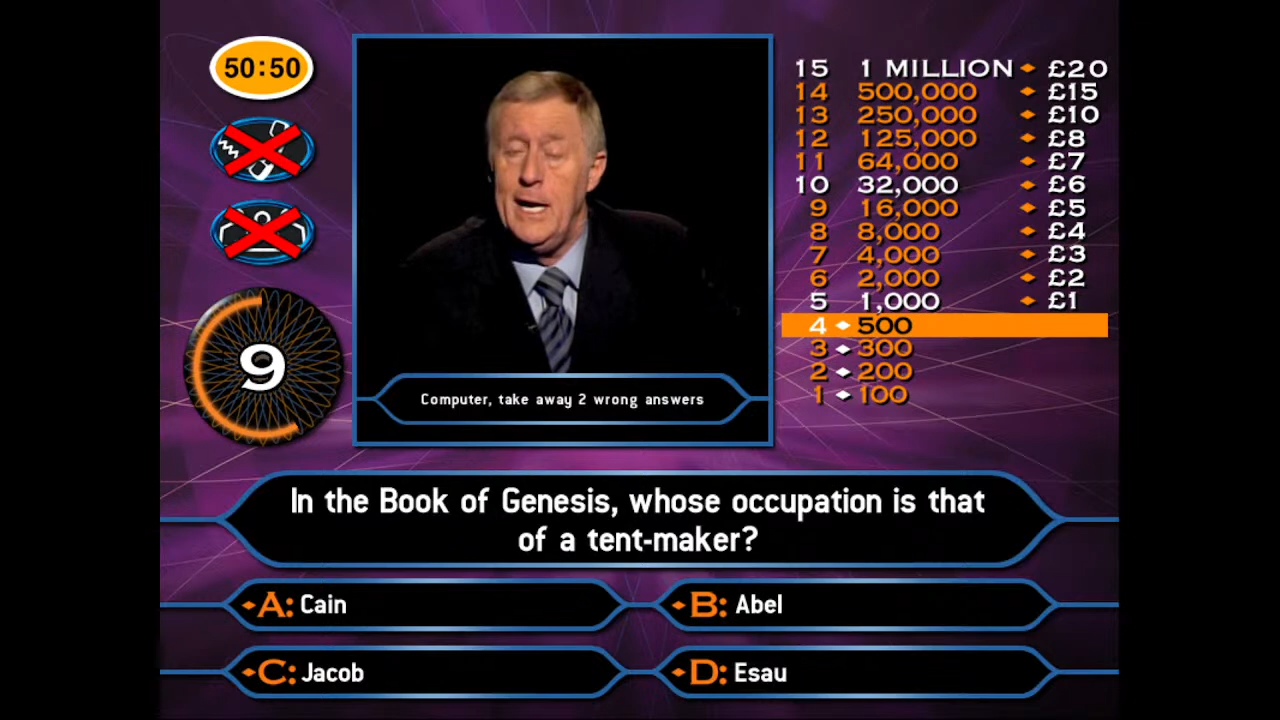 50:50
9
Computer, take away 2 wrong answers
15 1 MILLION £20
14 500,000 £15
13 250,000 £10
12 125,000 £8
11 64,000 £7
10 32,000 £6
9 16,000 £5
8 8,000 £4
7 4,000 £3
6 2,000 £2
5 1,000 £1
4 500
3 300
2 200
1 100
In the Book of Genesis, whose occupation is that
of a tent-maker?
A: Cain
B: Abel
C: Jacob
D: Esau